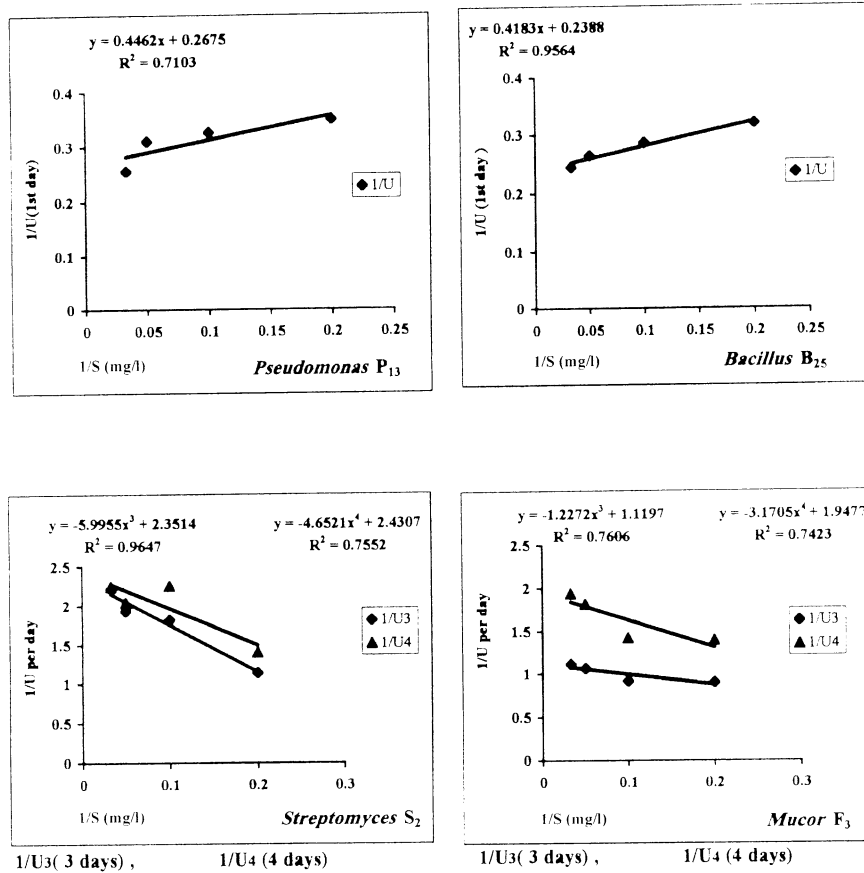 y = 0.4462x + 0.2675
R² = 0.7103
0.4
0.3
0.2
0.1
0
1/U(1st day)
1/U
0 0.05 0.1 0.15 0.2 0.25
1/S (mg/l) Pseudomonas P₁₃
y = 0.4183x + 0.2388
R² = 0.9564
0.4
0.3
0.2
0.1
0
1/U (1st day )
1/U
0 0.05 0.1 0.15 0.2 0.25
1/S (mg/l) Bacillus B₂₅
y = -5.9955x³ + 2.3514 y = -4.6521x⁴ + 2.4307
R² = 0.9647 R² = 0.7552
2.5
2
1.5
1
0.5
0
1/U per day
1/U3
1/U4
0 0.1 0.2 0.3
1/S (mg/l) Streptomyces S₂
1/U3( 3 days) , 1/U4 (4 days)
y = -1.2272x³ + 1.1197 y = -3.1705x⁴ + 1.9477
R² = 0.7606 R² = 0.7423
2.5
2
1.5
1
0.5
0
1/U per day
1/U3
1/U4
0 0.1 0.2 0.3
1/S (mg/l) Mucor F₃
1/U3( 3 days) , 1/U4 (4 days)